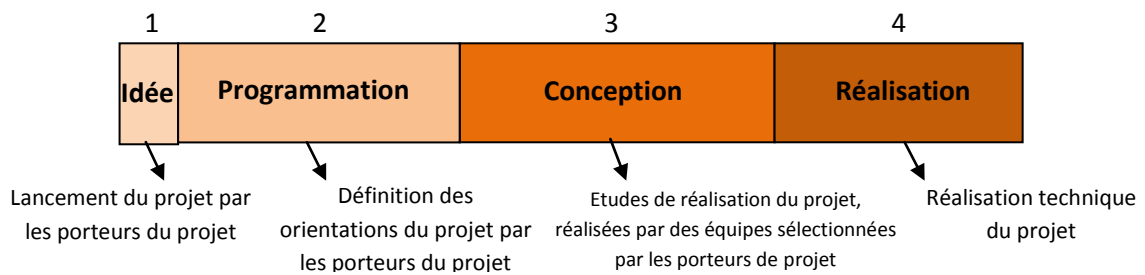 1
2
3
4
Idée
Programmation
Conception
Réalisation
Lancement du projet par
les porteurs du projet
Définition des
orientations du projet par
les porteurs du projet
Etudes de réalisation du projet,
réalisées par des équipes sélectionnées
par les porteurs de projet
Réalisation technique
du projet